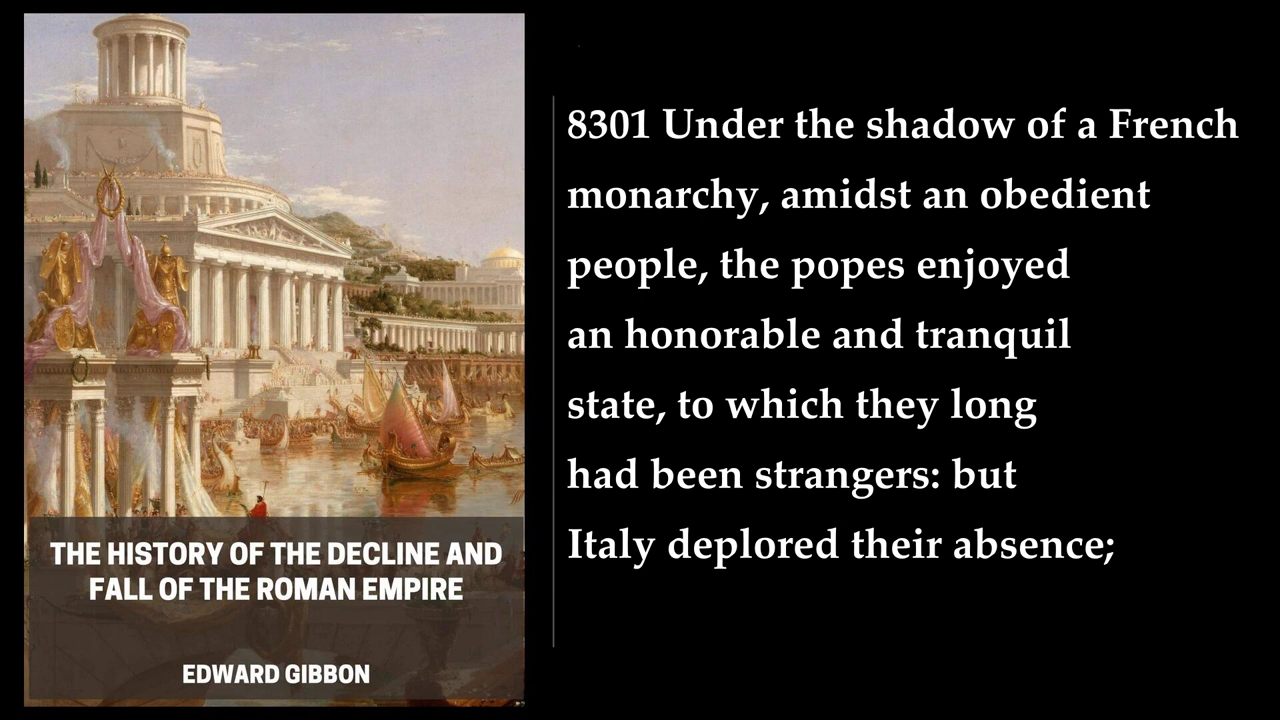 THE HISTORY OF THE DECLINE AND
FALL OF THE ROMAN EMPIRE
EDWARD GIBBON
8301 Under the shadow of a French
monarchy, amidst an obedient
people, the popes enjoyed
an honorable and tranquil
state, to which they long
had been strangers: but
Italy deplored their absence;